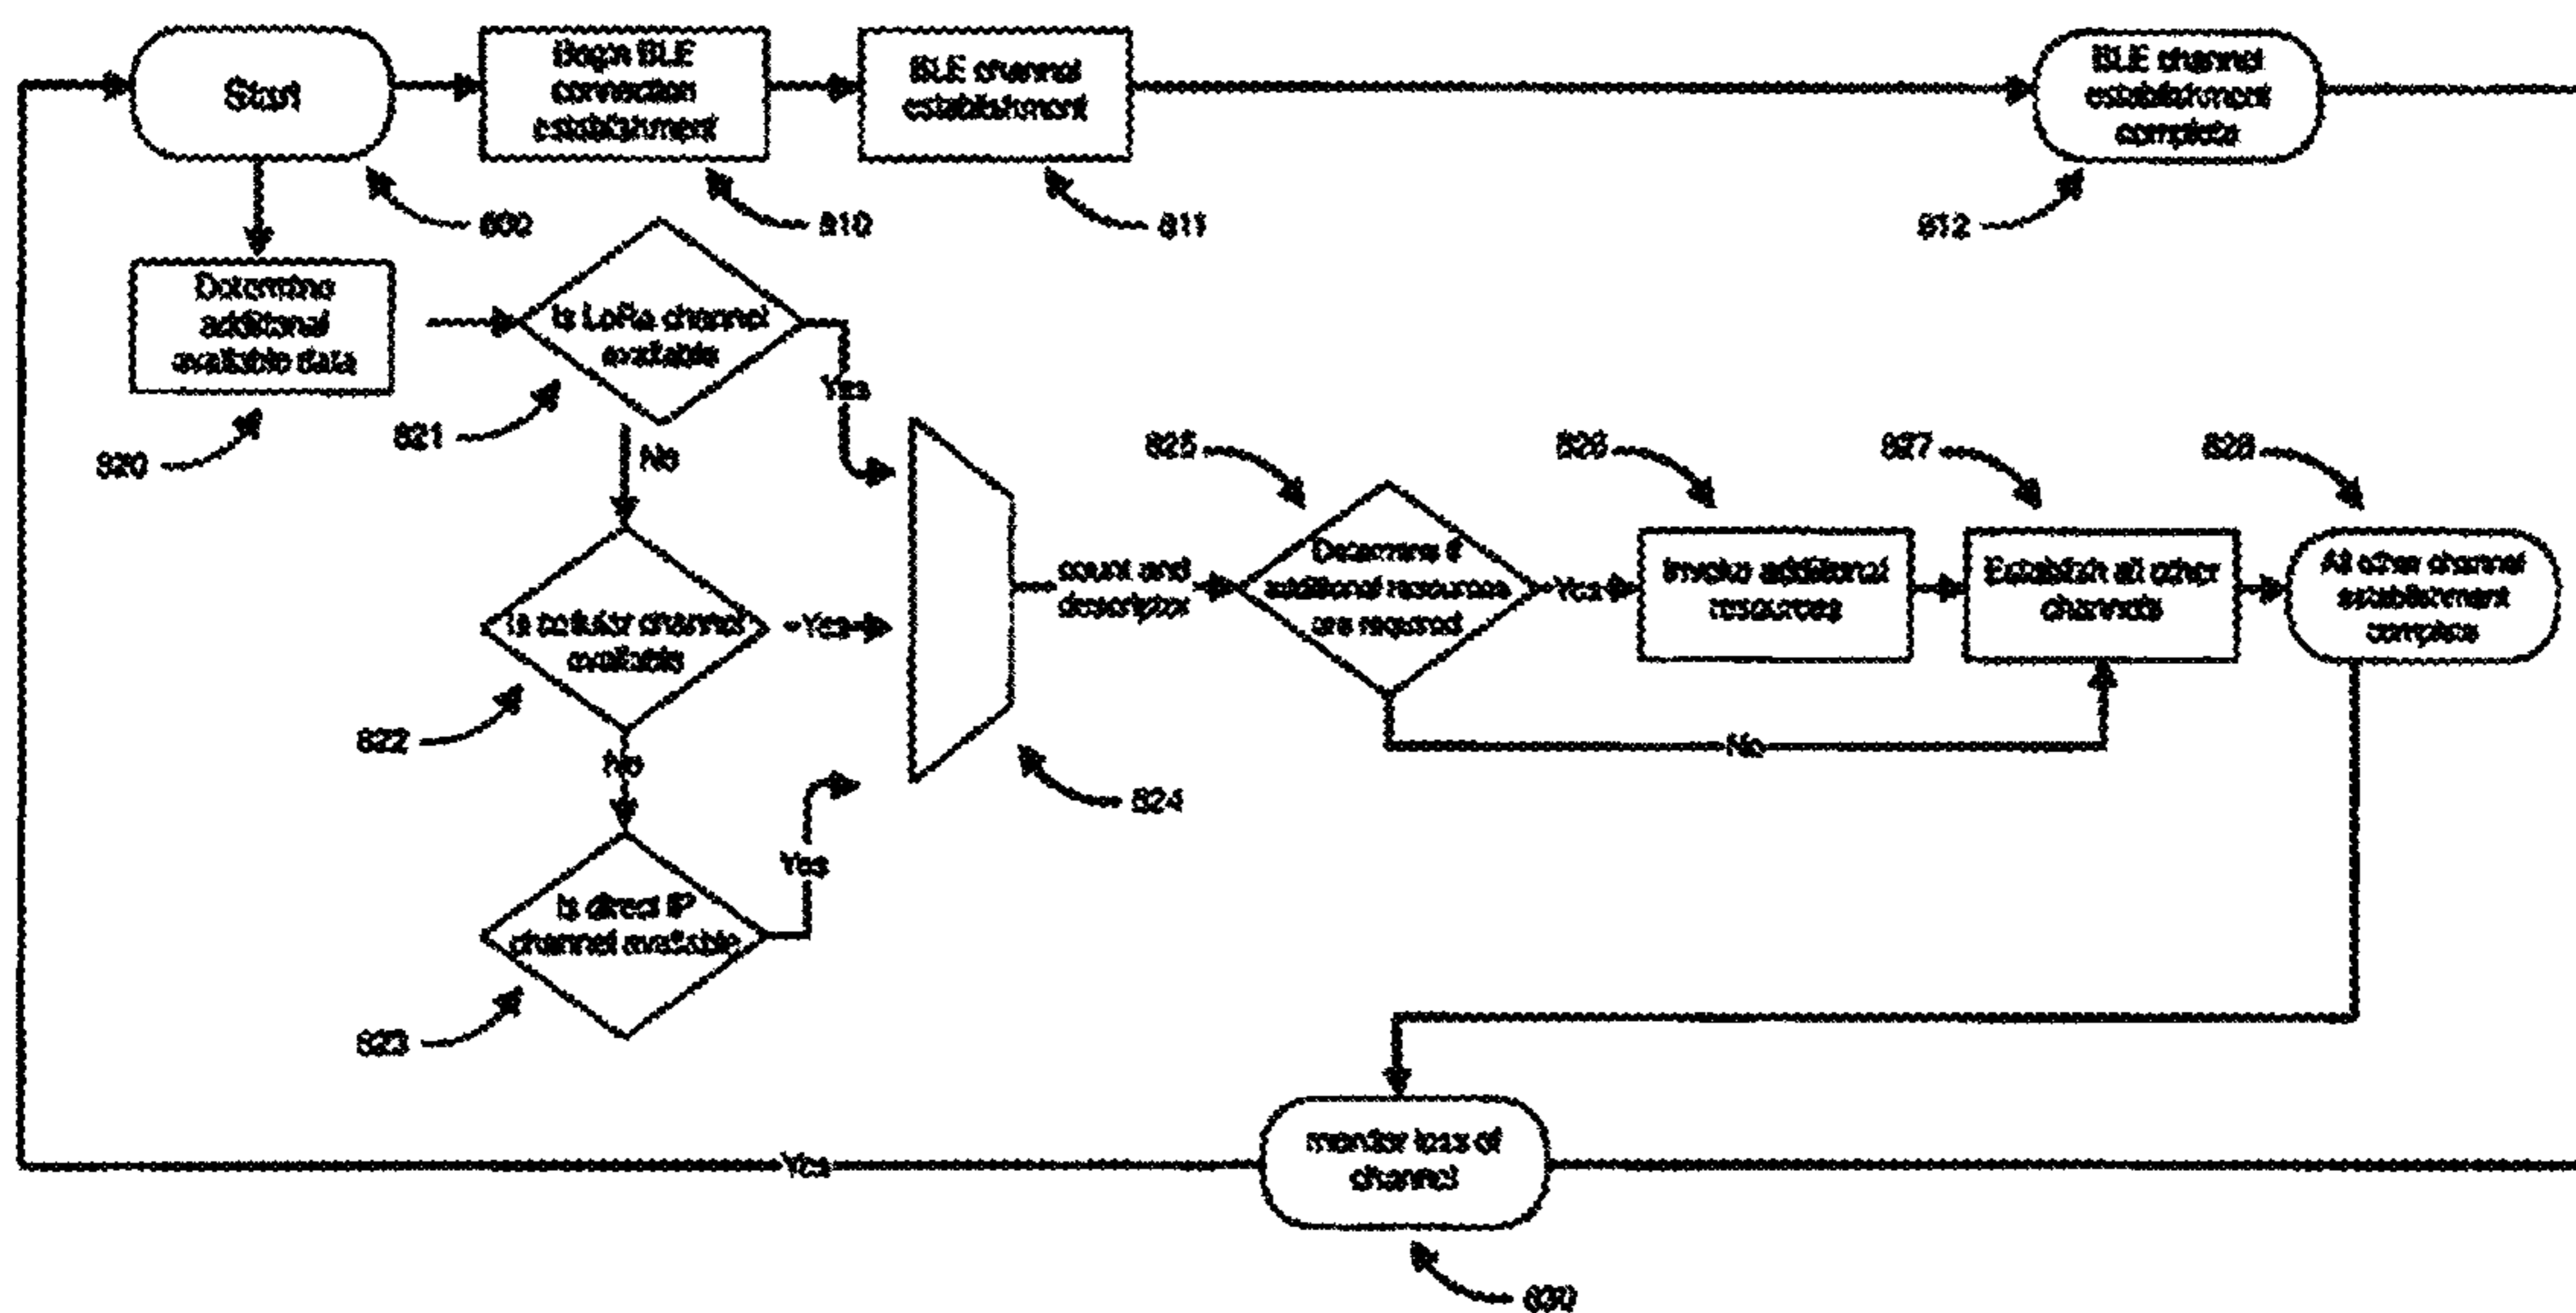 Start
Begin BLE
connection
establishment
BLE channel
establishment
BLE channel
establishment
complete
800
810
811
812
Determine
additional
available data
820
Is LoRa channel
available
821
Yes
No
Is cellular channel
available
822
Yes
No
Is direct IP
channel available
823
Yes
824
count and
descriptor
825
Determine if
additional resources
are required
Yes
No
826
Invoke additional
resources
827
Establish all other
channels
828
All other channel
establishment
complete
monitor loss of
channel
Yes
830